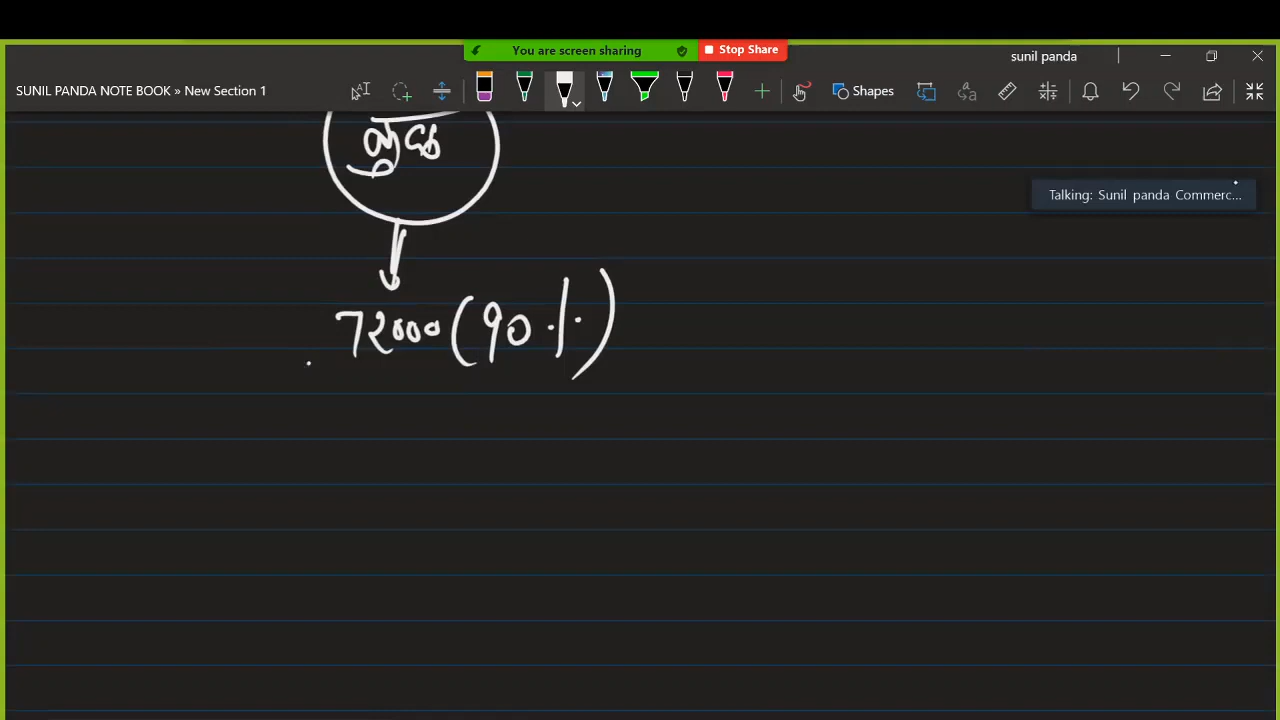 You are screen sharing
Stop Share
sunil panda
SUNIL PANDA NOTE BOOK » New Section 1
Shapes
Talking: Sunil panda Commerc...
72000 (90%)